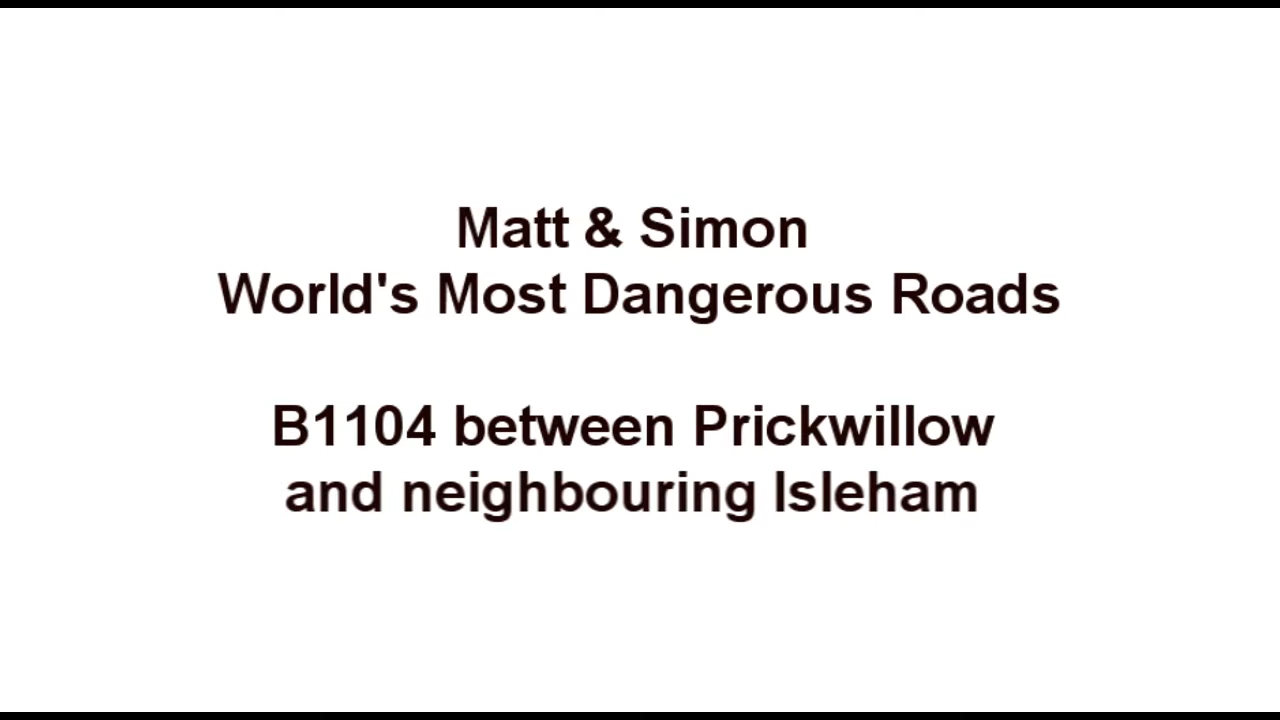 Matt & Simon
World's Most Dangerous Roads
B1104 between Prickwillow
and neighbouring Isleham